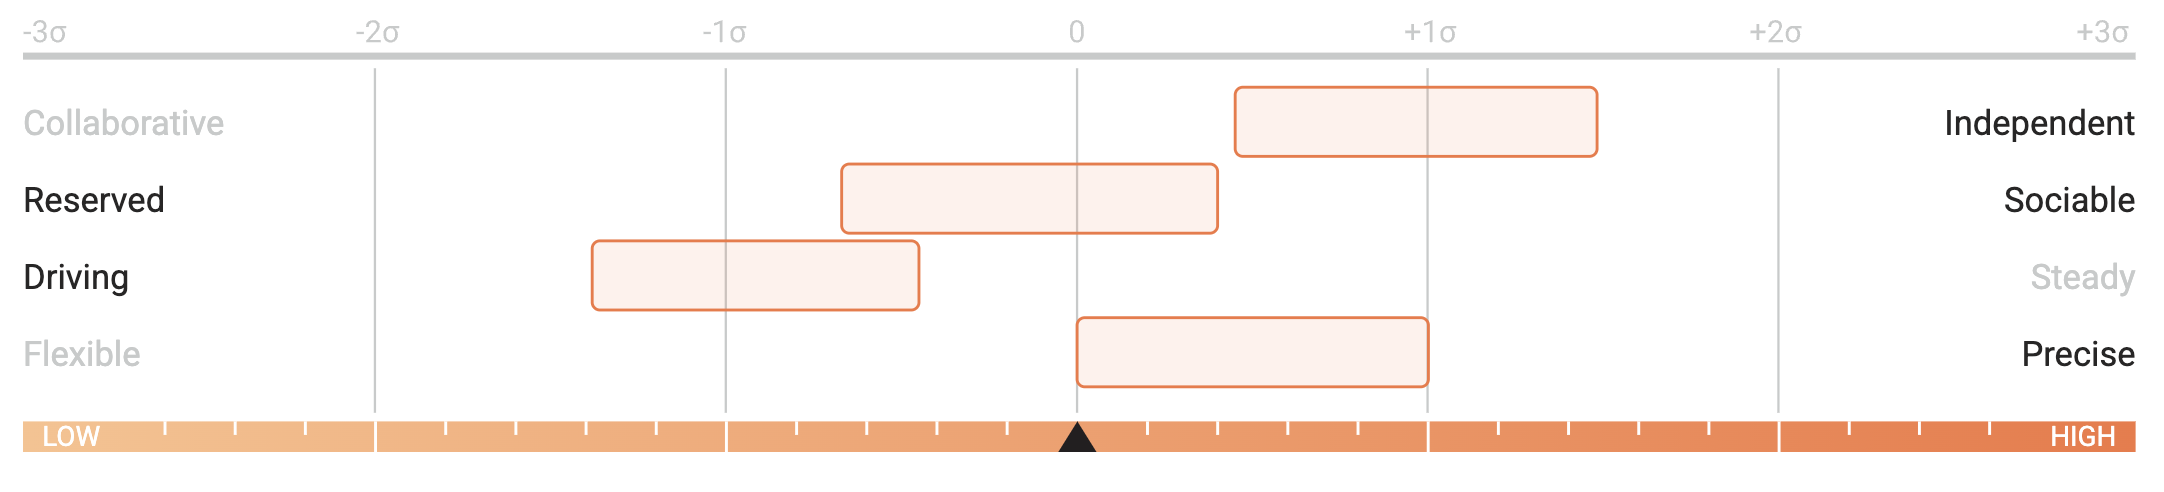 -3σ -2σ -1σ 0 +1σ +2σ +3σ
Collaborative Independent
Reserved Sociable
Driving Steady
Flexible Precise
LOW HIGH